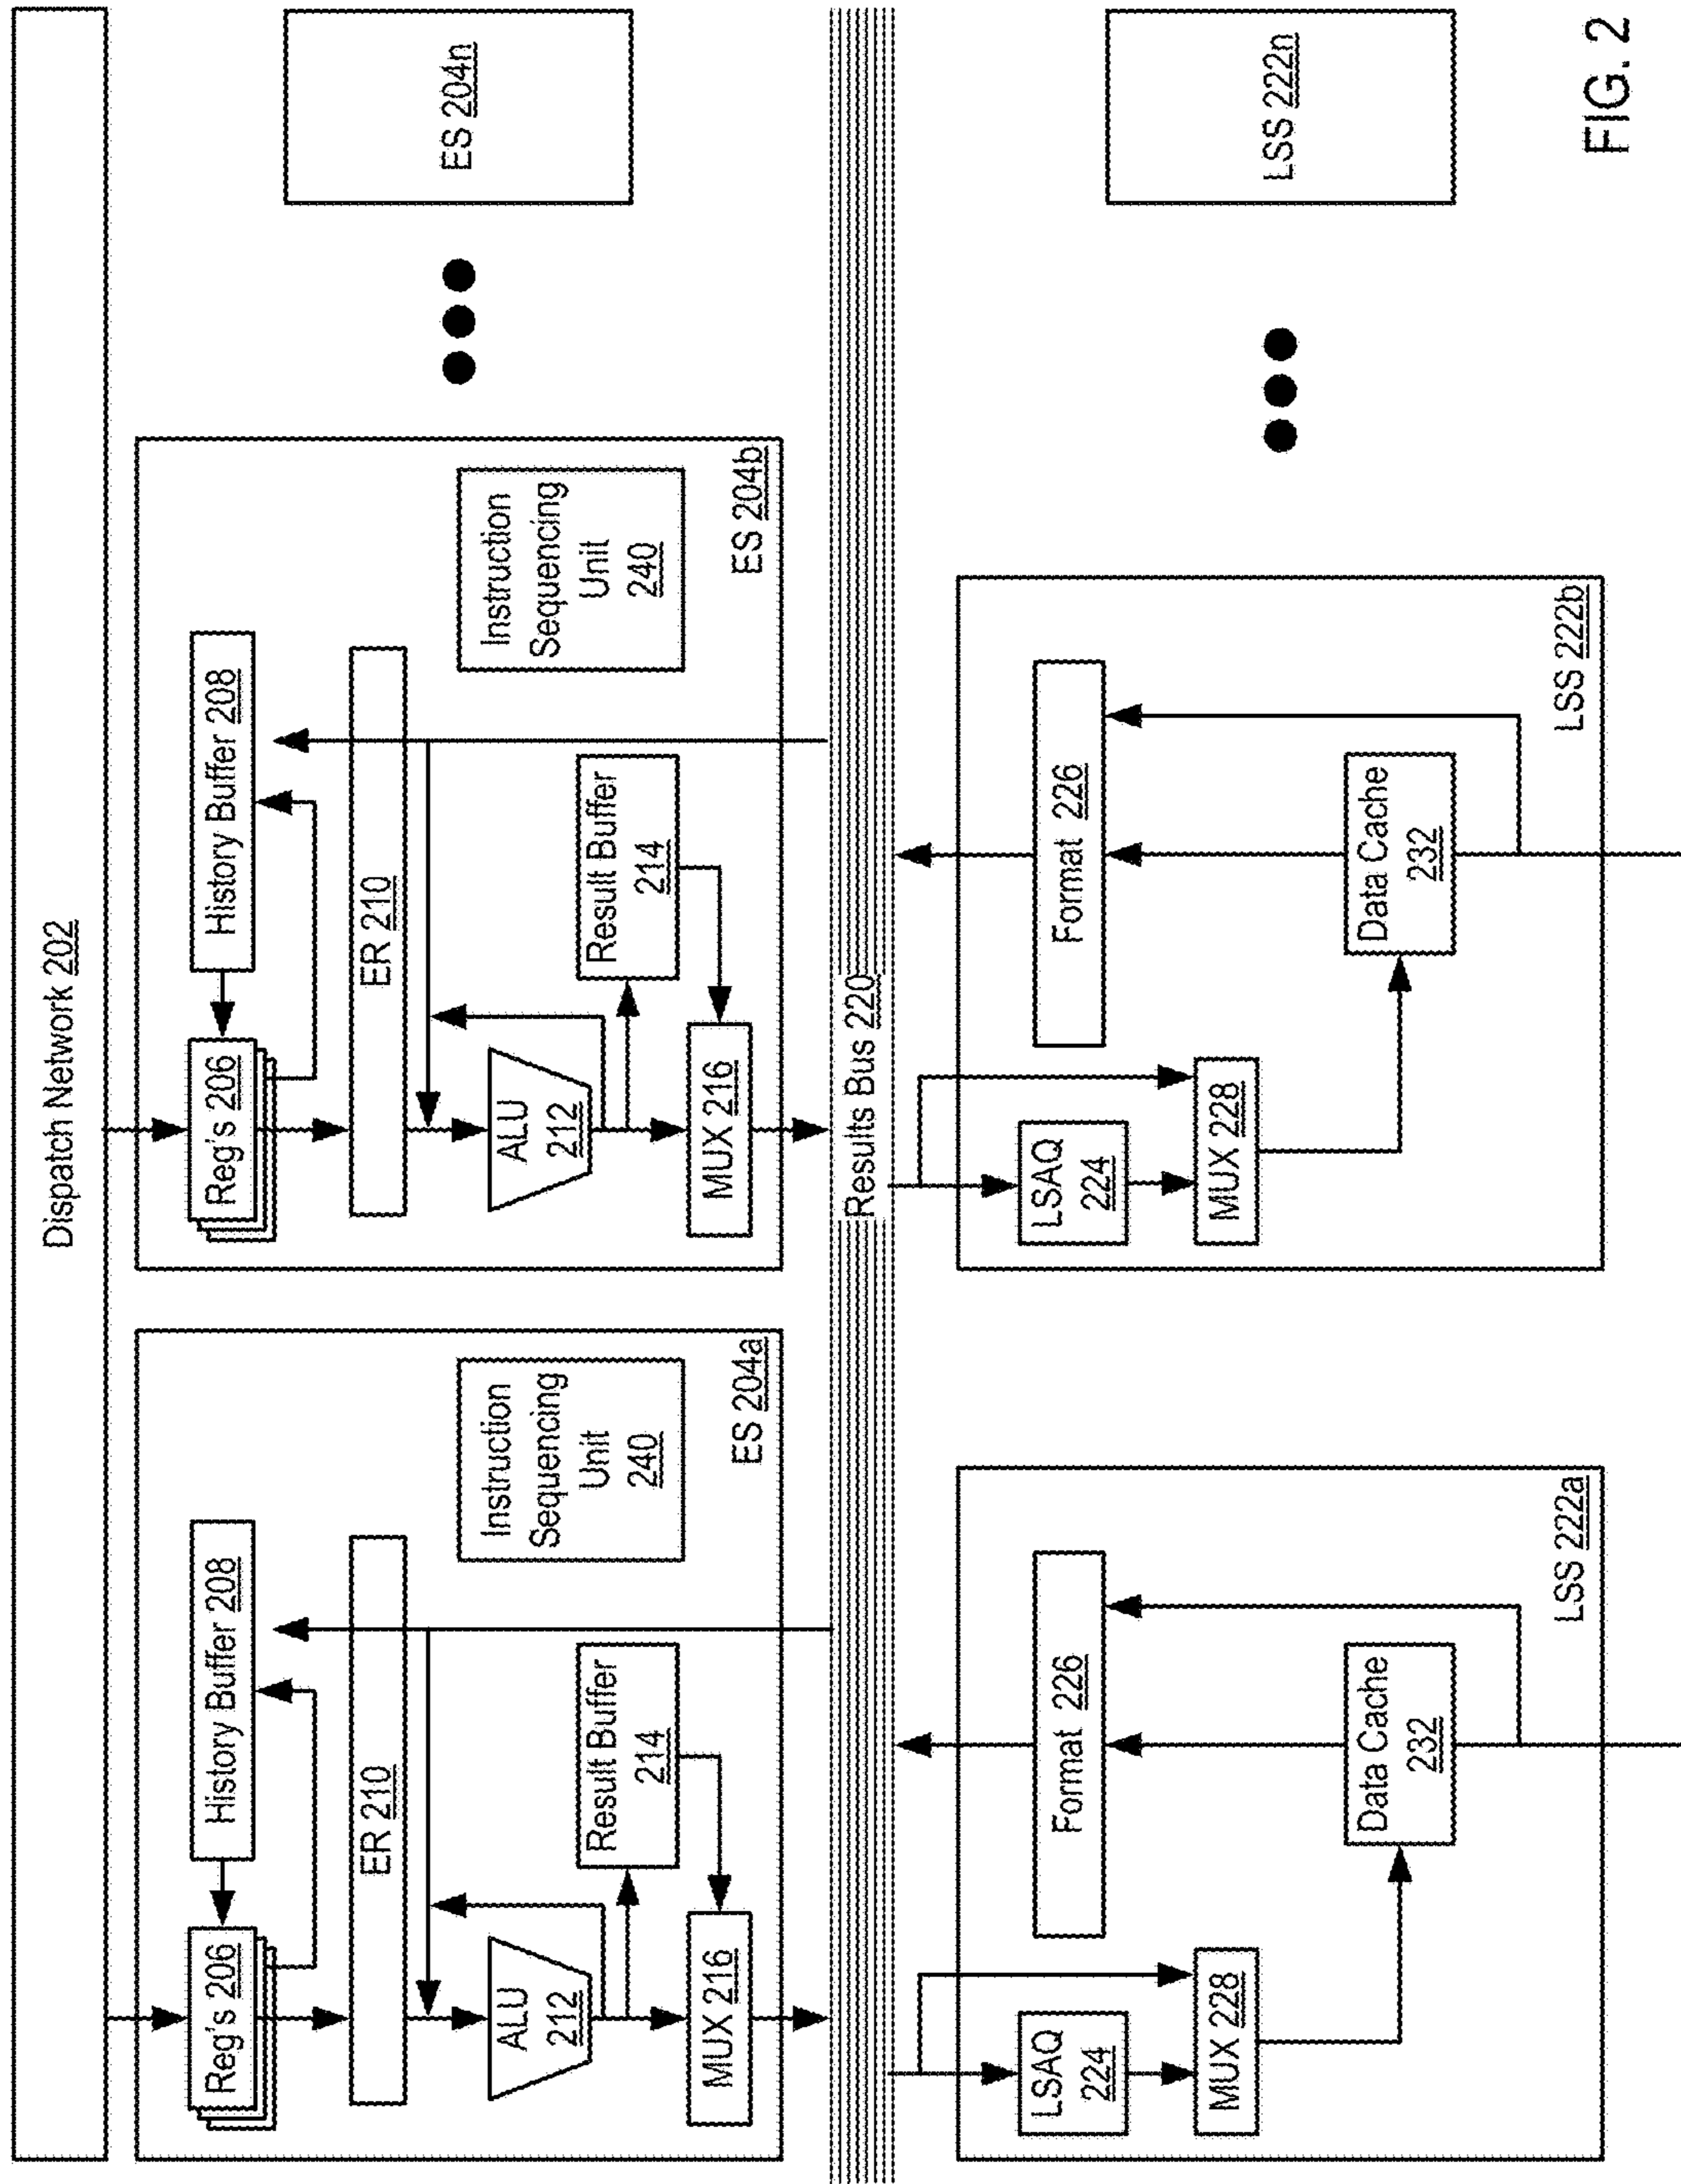 Dispatch Network 202
Reg's 206
History Buffer 208
ER 210
ALU
212
Result Buffer
214
MUX 216
Instruction
Sequencing
Unit
240
ES 204a
Reg's 206
History Buffer 208
ER 210
ALU
212
Result Buffer
214
MUX 216
Instruction
Sequencing
Unit
240
ES 204b
ES 204n
Results Bus 220
LSAQ
224
MUX 228
Format 226
Data Cache
232
LSS 222a
LSAQ
224
MUX 228
Format 226
Data Cache
232
LSS 222b
LSS 222n
FIG. 2